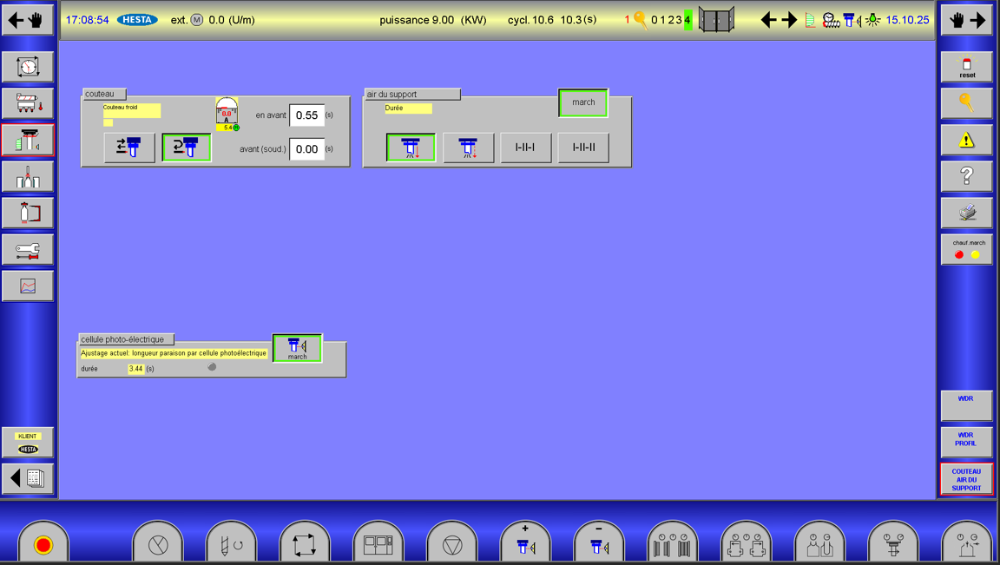 17:08:54 HESTA ext. M 0.0 (U/m) puissance 9.00 (KW) cycl. 10.6 10.3 (s) 1 0 1 2 3 4 15.10.25
reset
couteau
Couteau froid
0.0
A
5.4
en avant 0.55 (s)
avant (soud.) 0.00 (s)
air du support
Durée
march
I-II-I
I-II-II
chauf. march
cellule photo-électrique
Ajustage actuel: longueur paraison par cellule photoélectrique
durée 3.44 (s)
march
KLIENT
HESTA
WDR
WDR
PROFIL
COUTEAU
AIR DU
SUPPORT
+
−